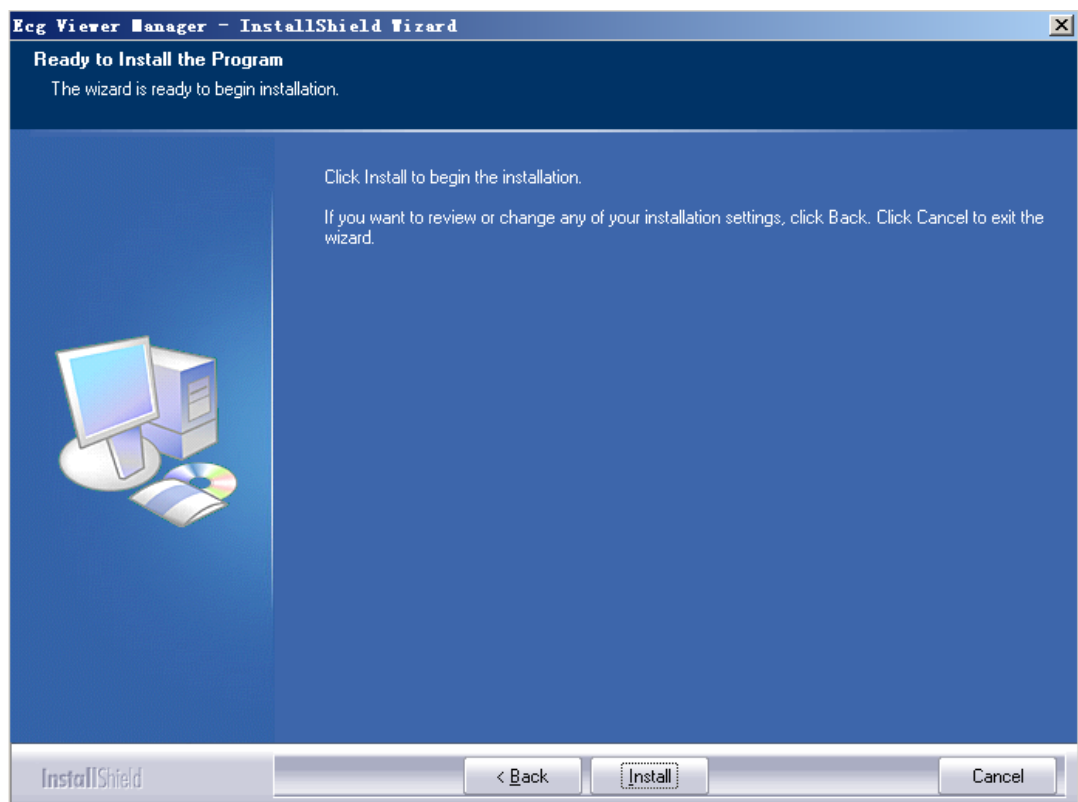 Ecg Viewer Manager - InstallShield Wizard
Ready to Install the Program
The wizard is ready to begin installation.
Click Install to begin the installation.
If you want to review or change any of your installation settings, click Back. Click Cancel to exit the
wizard.
InstallShield
< Back
Install
Cancel